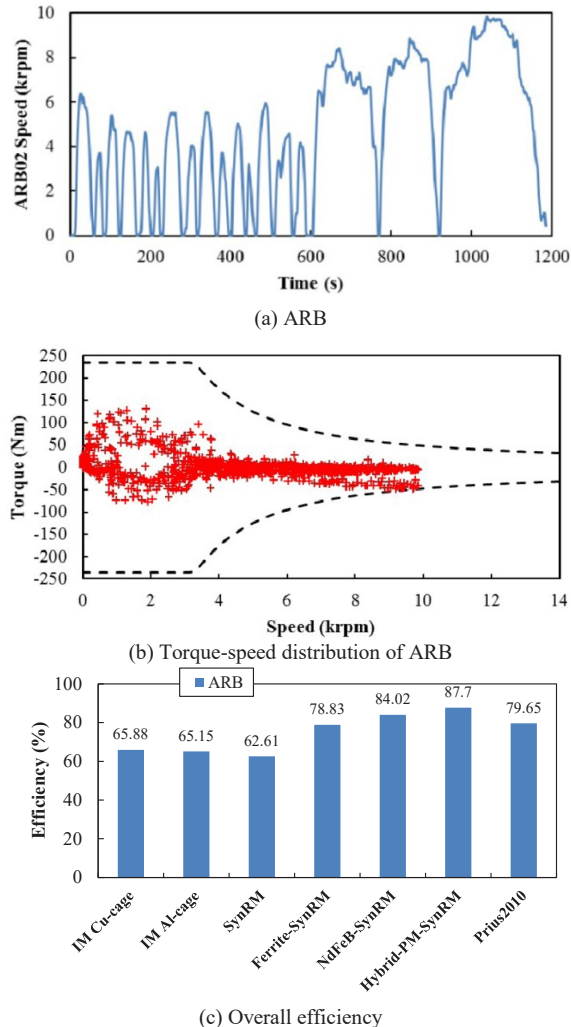 10
8
6
4
2
0
ARB02 Speed (krpm)
0 200 400 600 800 1000 1200
Time (s)
(a) ARB
250
200
150
100
50
0
-50
-100
-150
-200
-250
Torque (Nm)
0 2 4 6 8 10 12 14
Speed (krpm)
(b) Torque-speed distribution of ARB
100
80
60
40
20
0
Efficiency (%)
ARB
65.88 65.15 62.61 78.83 84.02 87.7 79.65
IM Cu-cage
IM Al-cage
SynRM
Ferrite-SynRM
NdFeB-SynRM
Hybrid-PM-SynRM
Prius2010
(c) Overall efficiency